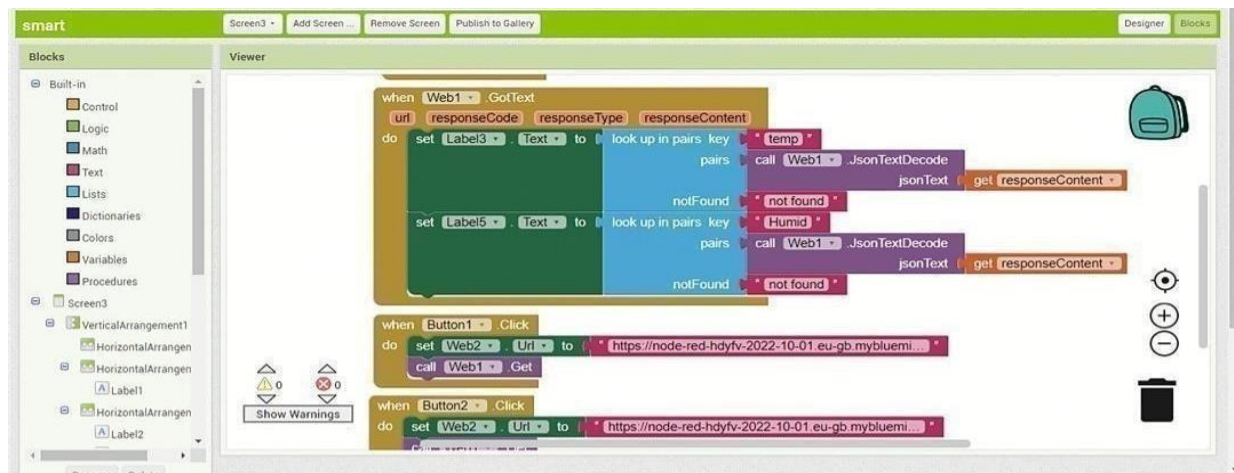 smart Screen3 Add Screen ... Remove Screen Publish to Gallery Designer Blocks
Blocks
Viewer
Built-in
Control
Logic
Math
Text
Lists
Dictionaries
Colors
Variables
Procedures
Screen3
VerticalArrangement1
HorizontalArrangen
HorizontalArrangen
Label1
HorizontalArrangen
Label2
when Web1 .GotText
url responseCode responseType responseContent
do set Label3 . Text to look up in pairs key " temp "
pairs call Web1 .JsonTextDecode
jsonText get responseContent
notFound " not found "
set Label5 . Text to look up in pairs key " Humid "
pairs call Web1 .JsonTextDecode
jsonText get responseContent
notFound " not found "
when Button1 .Click
do set Web2 . Url to " https://node-red-hdyfv-2022-10-01.eu-gb.mybluemi... "
call Web1 .Get
when Button2 .Click
do set Web2 . Url to " https://node-red-hdyfv-2022-10-01.eu-gb.mybluemi... "
0 0
Show Warnings